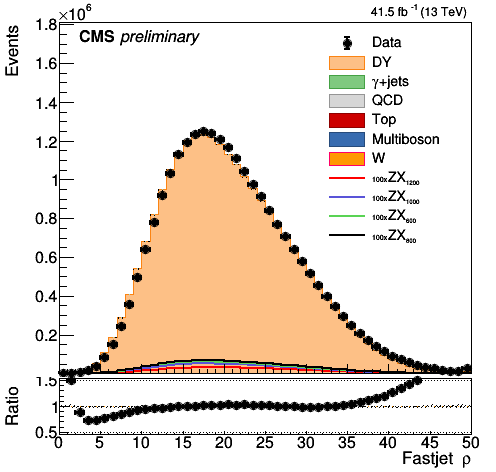 ×10⁶
41.5 fb⁻¹ (13 TeV)
CMS preliminary
Events
1.8
1.6
1.4
1.2
1
0.8
0.6
0.4
0.2
Data
DY
γ+jets
QCD
Top
Multiboson
W
100xZX₁₂₀₀
100xZX₁₀₀₀
100xZX₆₀₀
100xZX₈₀₀
Ratio
1.5
1
0.5
0 5 10 15 20 25 30 35 40 45 50
Fastjet ρ